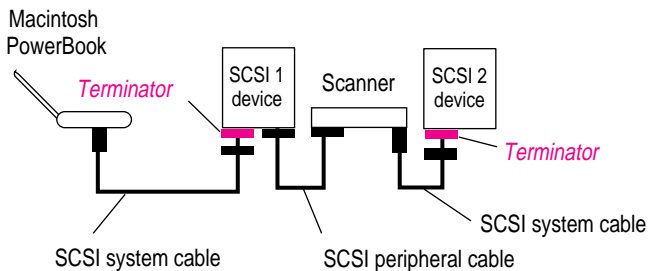 Macintosh
PowerBook
Terminator
SCSI 1
device
Scanner
SCSI 2
device
Terminator
SCSI system cable
SCSI system cable
SCSI peripheral cable